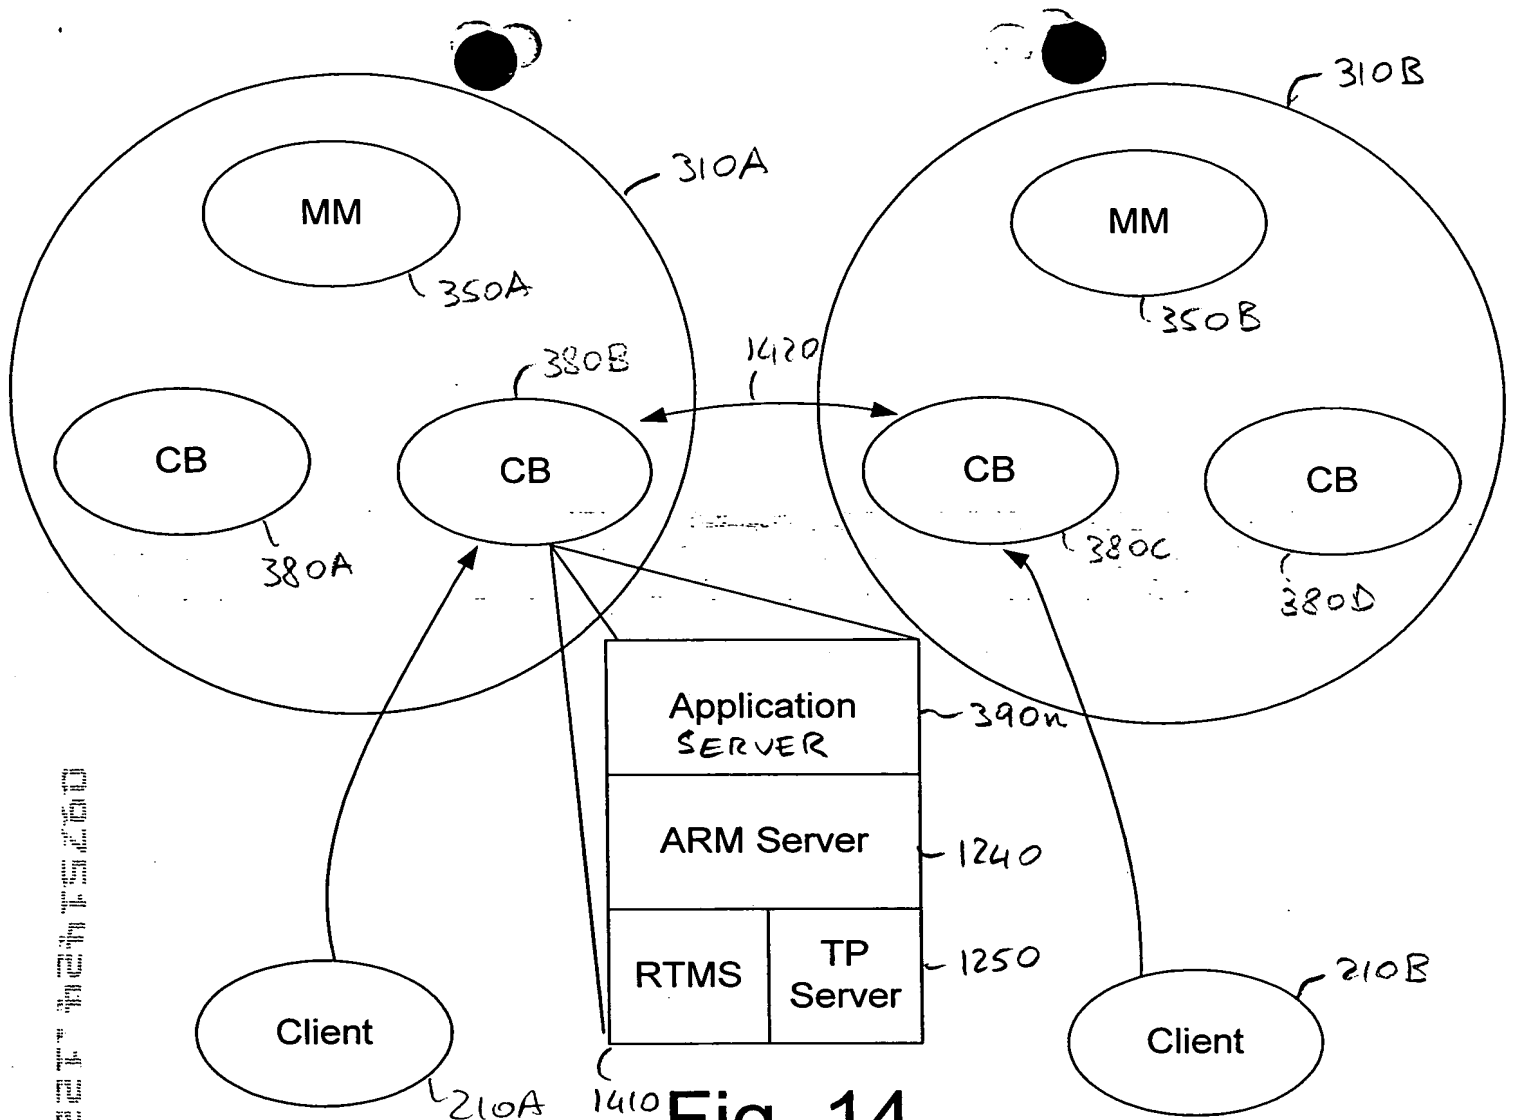 310B
310A
MM
MM
350A
350B
380B
1420
CB
CB
CB
CB
380A
380C
380D
Application
SERVER
390n
ARM Server
1240
RTMS
TP
Server
1250
Client
210A
Client
210B
1410
Fig. 14